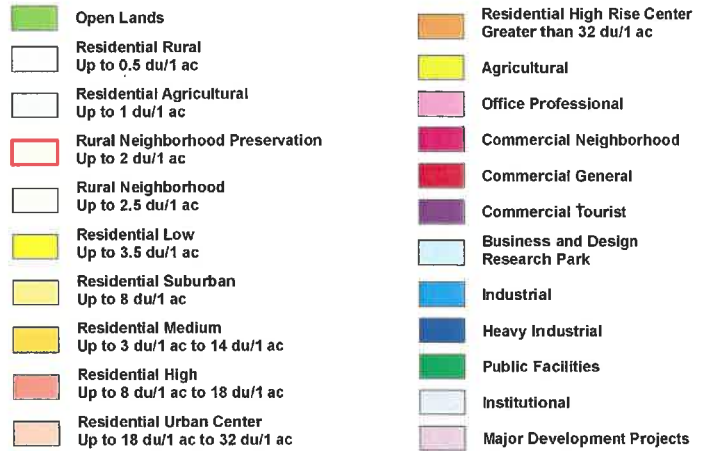 Open Lands
Residential Rural
Up to 0.5 du/1 ac
Residential Agricultural
Up to 1 du/1 ac
Rural Neighborhood Preservation
Up to 2 du/1 ac
Rural Neighborhood
Up to 2.5 du/1 ac
Residential Low
Up to 3.5 du/1 ac
Residential Suburban
Up to 8 du/1 ac
Residential Medium
Up to 3 du/1 ac to 14 du/1 ac
Residential High
Up to 8 du/1 ac to 18 du/1 ac
Residential Urban Center
Up to 18 du/1 ac to 32 du/1 ac
Residential High Rise Center
Greater than 32 du/1 ac
Agricultural
Office Professional
Commercial Neighborhood
Commercial General
Commercial Tourist
Business and Design
Research Park
Industrial
Heavy Industrial
Public Facilities
Institutional
Major Development Projects